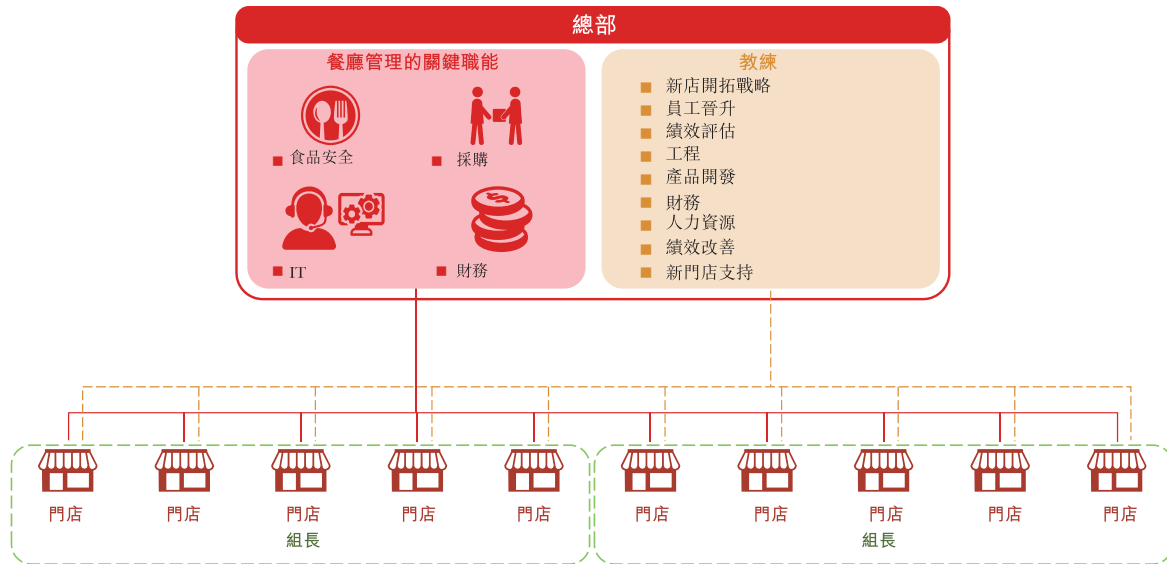 總部
餐廳管理的關鍵職能
食品安全
採購
IT
財務
教練
新店開拓戰略
員工晉升
績效評估
工程
產品開發
財務
人力資源
績效改善
新門店支持
門店 門店 門店 門店 門店 門店 門店 門店 門店 門店
組長 組長